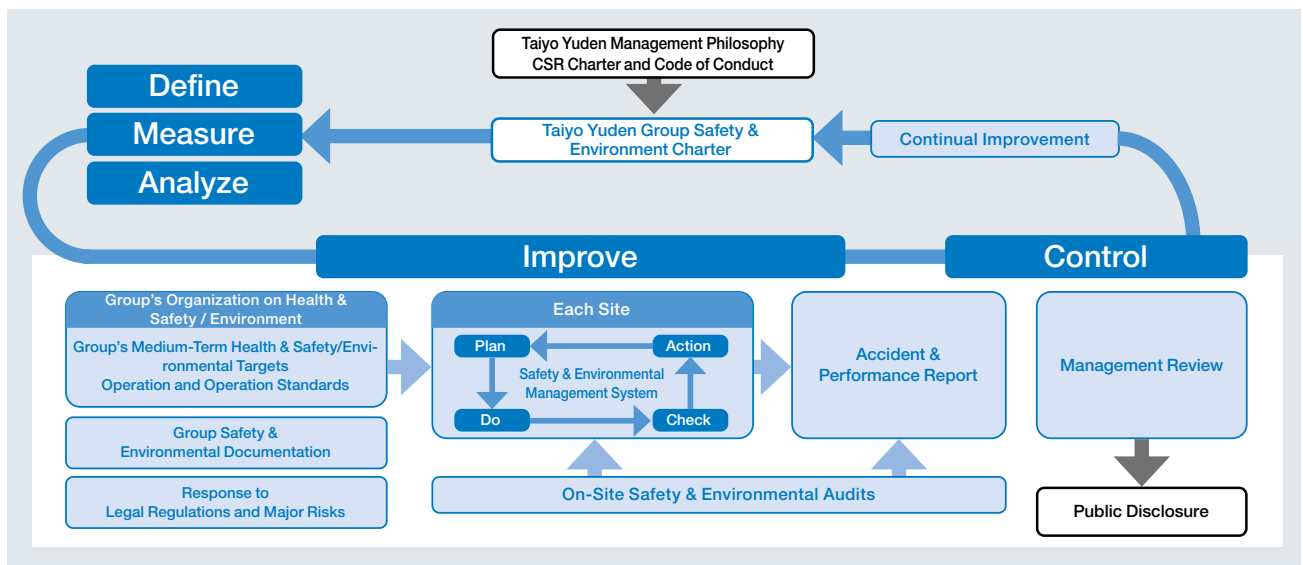 Taiyo Yuden Management Philosophy
CSR Charter and Code of Conduct
Define
Measure
Analyze
Taiyo Yuden Group Safety &
Environment Charter
Continual Improvement
Improve
Control
Group's Organization on Health &
Safety / Environment
Group's Medium-Term Health & Safety/Envi-
ronmental Targets
Operation and Operation Standards
Group Safety &
Environmental Documentation
Response to
Legal Regulations and Major Risks
Each Site
Plan
Action
Safety & Environmental
Management System
Do
Check
Accident &
Performance Report
On-Site Safety & Environmental Audits
Management Review
Public Disclosure